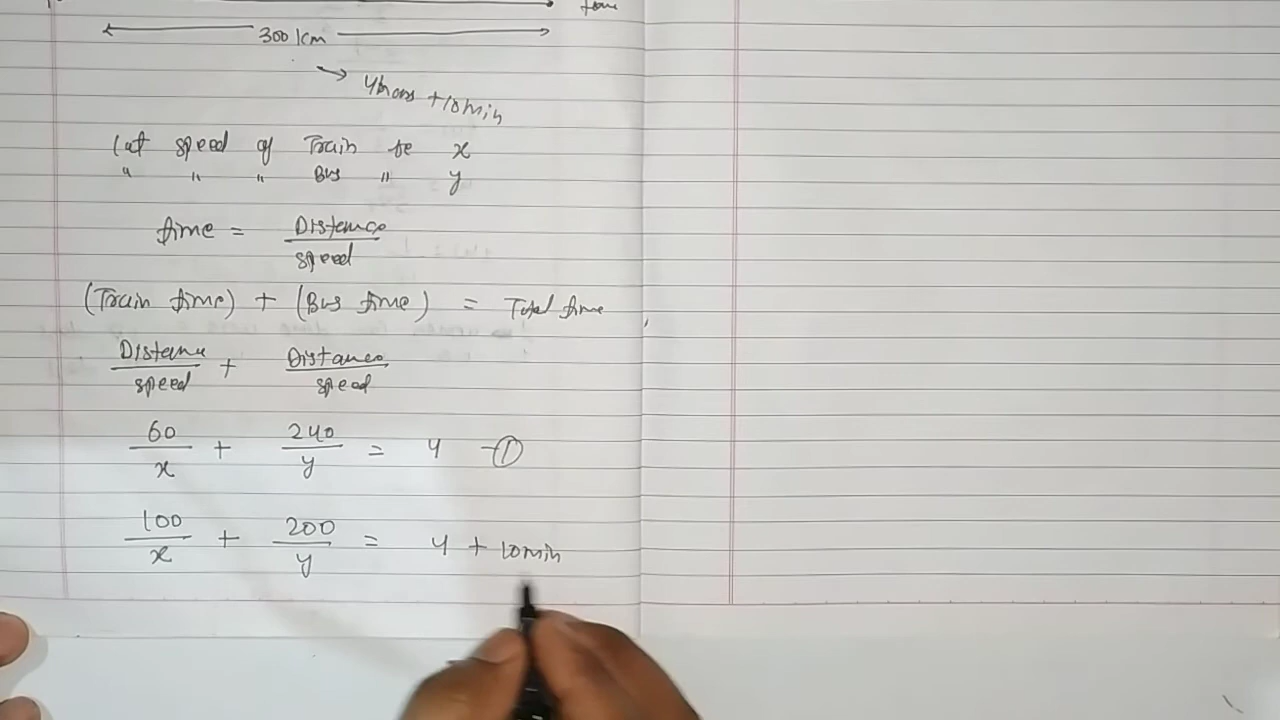 300 km
4hours +10min
Let speed of Train be x
" " " Bus " y
time = Distance / speed
(Train time) + (Bus time) = Total time
Distance / speed + Distance / speed
60 / x + 240 / y = 4 - ①
100 / x + 200 / y = 4 + 10min